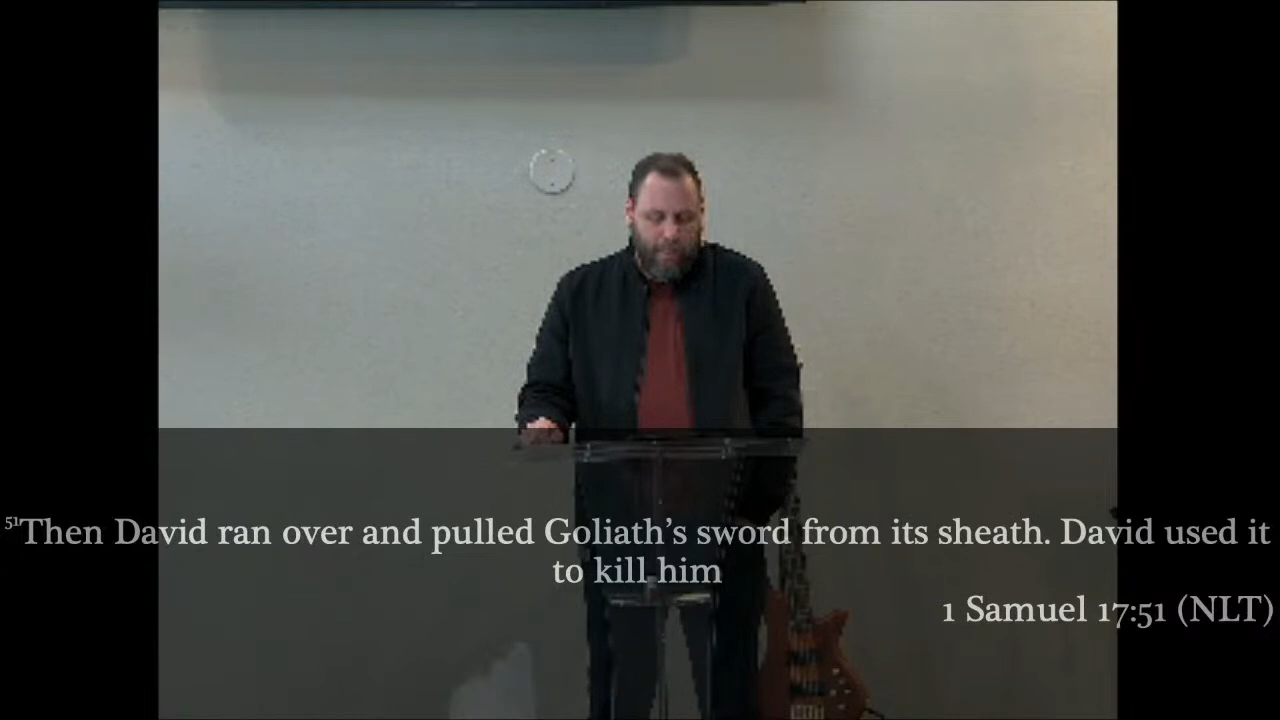 ⁵¹Then David ran over and pulled Goliath’s sword from its sheath. David used it
to kill him
1 Samuel 17:51 (NLT)